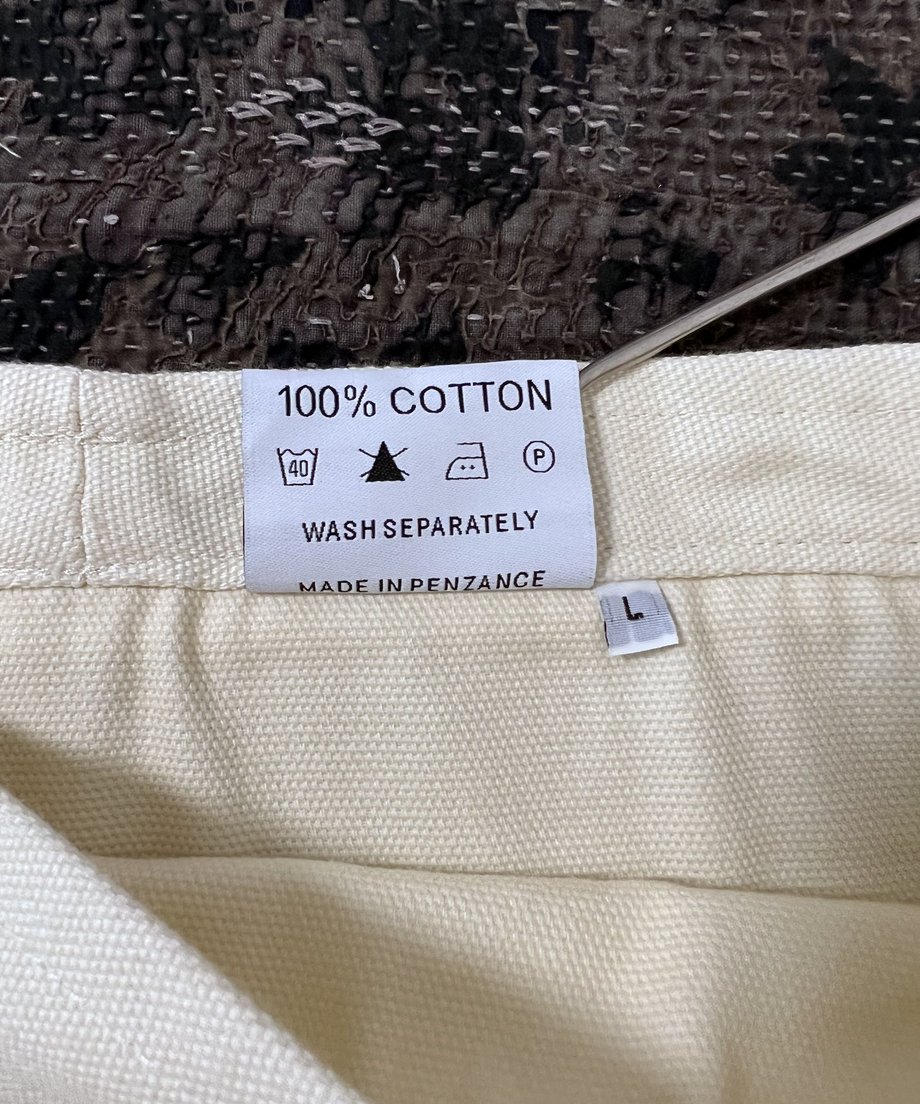 100% COTTON
40 P
WASH SEPARATELY
MADE IN PENZANCE
L